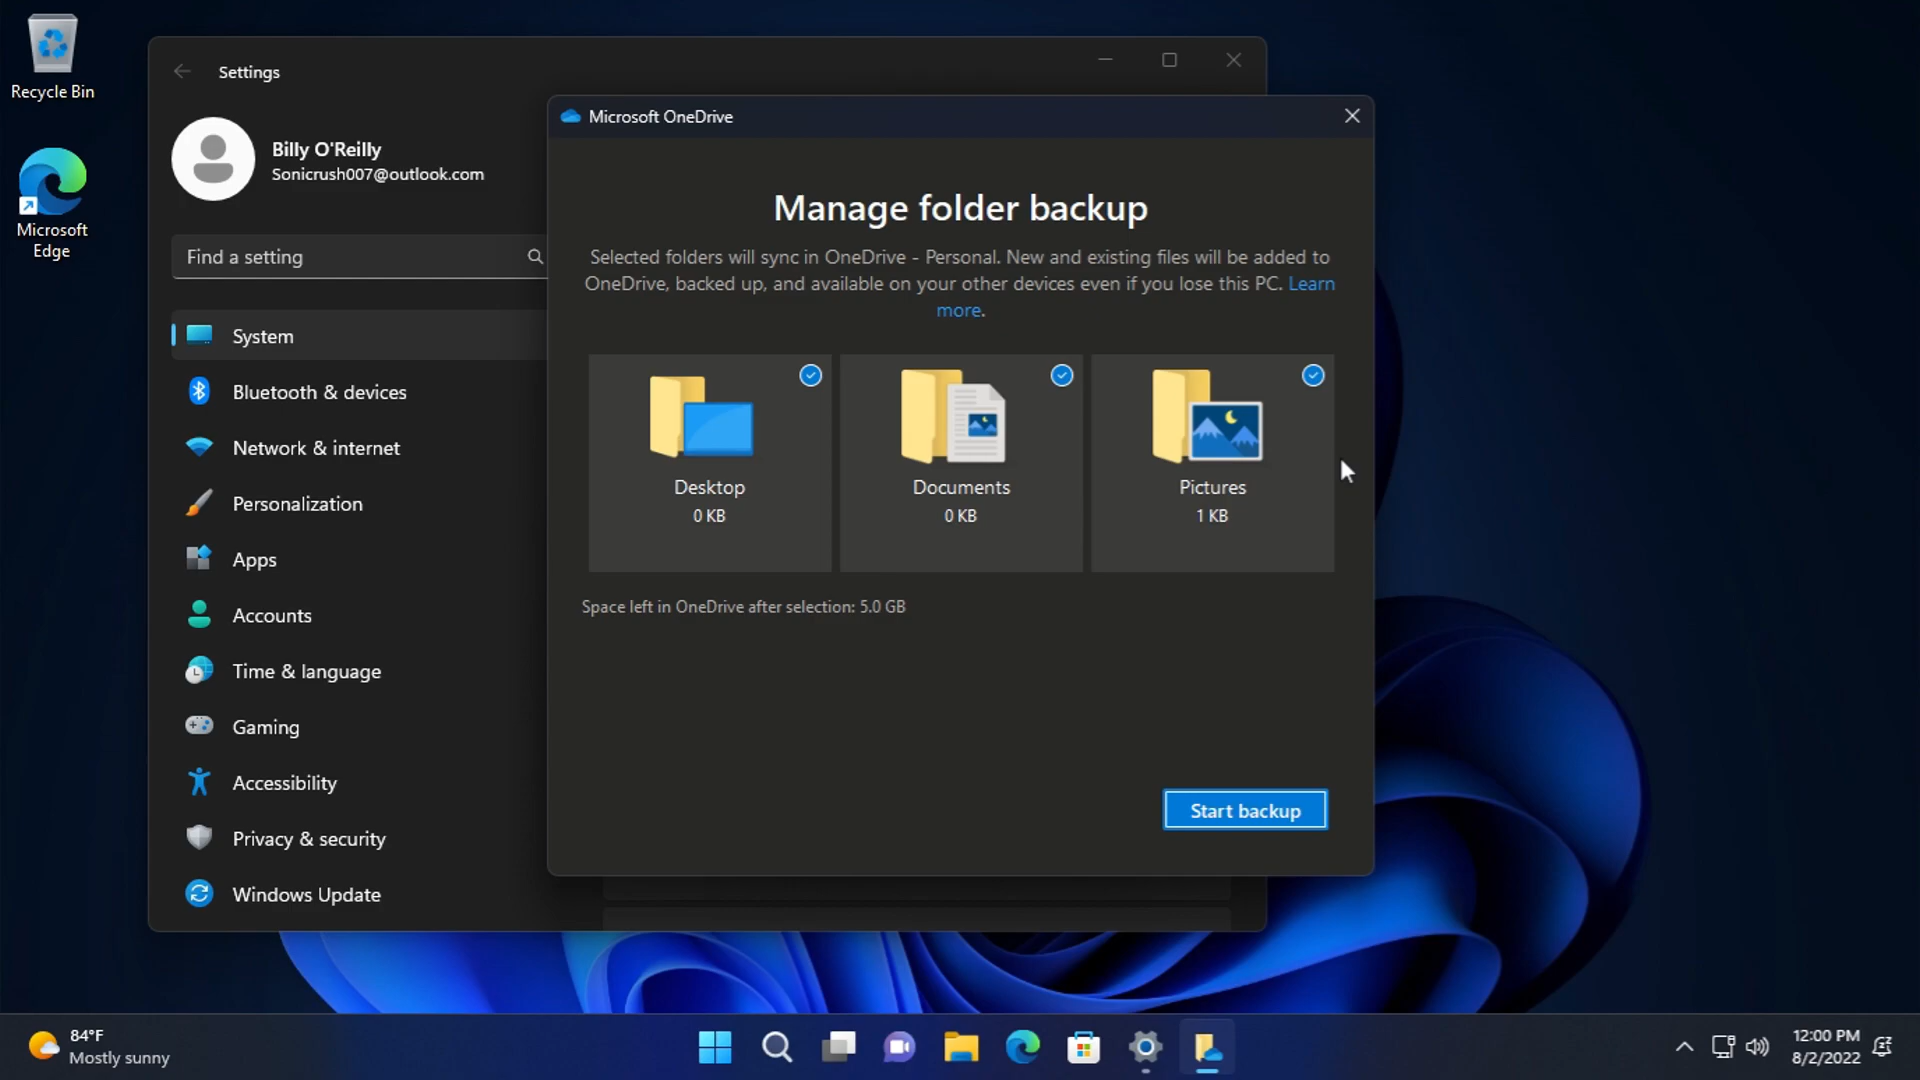 Recycle Bin
Microsoft
Edge
Settings
Billy O'Reilly
Sonicrush007@outlook.com
Find a setting
System
Bluetooth & devices
Network & internet
Personalization
Apps
Accounts
Time & language
Gaming
Accessibility
Privacy & security
Windows Update
Microsoft OneDrive
Manage folder backup
Selected folders will sync in OneDrive - Personal. New and existing files will be added to
OneDrive, backed up, and available on your other devices even if you lose this PC. Learn
more.
Desktop
0 KB
Documents
0 KB
Pictures
1 KB
Space left in OneDrive after selection: 5.0 GB
Start backup
84°F
Mostly sunny
12:00 PM
8/2/2022